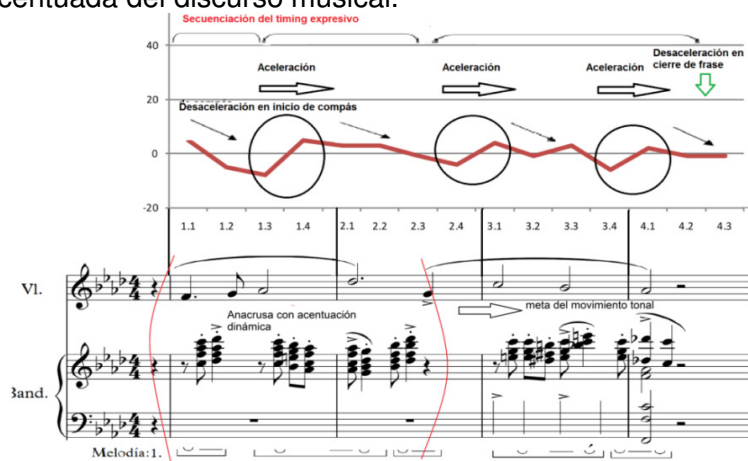 centuada del discurso musical.
Secuenciación del timing expresivo
40
Desaceleración en
cierre de frase
Aceleración
Aceleración
Aceleración
20
Desaceleración en inicio de compás
0
-20
1.1 1.2 1.3 1.4 2.1 2.2 2.3 2.4 3.1 3.2 3.3 3.4 4.1 4.2 4.3
Vl.
Anacrusa con acentuación
dinámica
meta del movimiento tonal
Band.
Melodía:1.